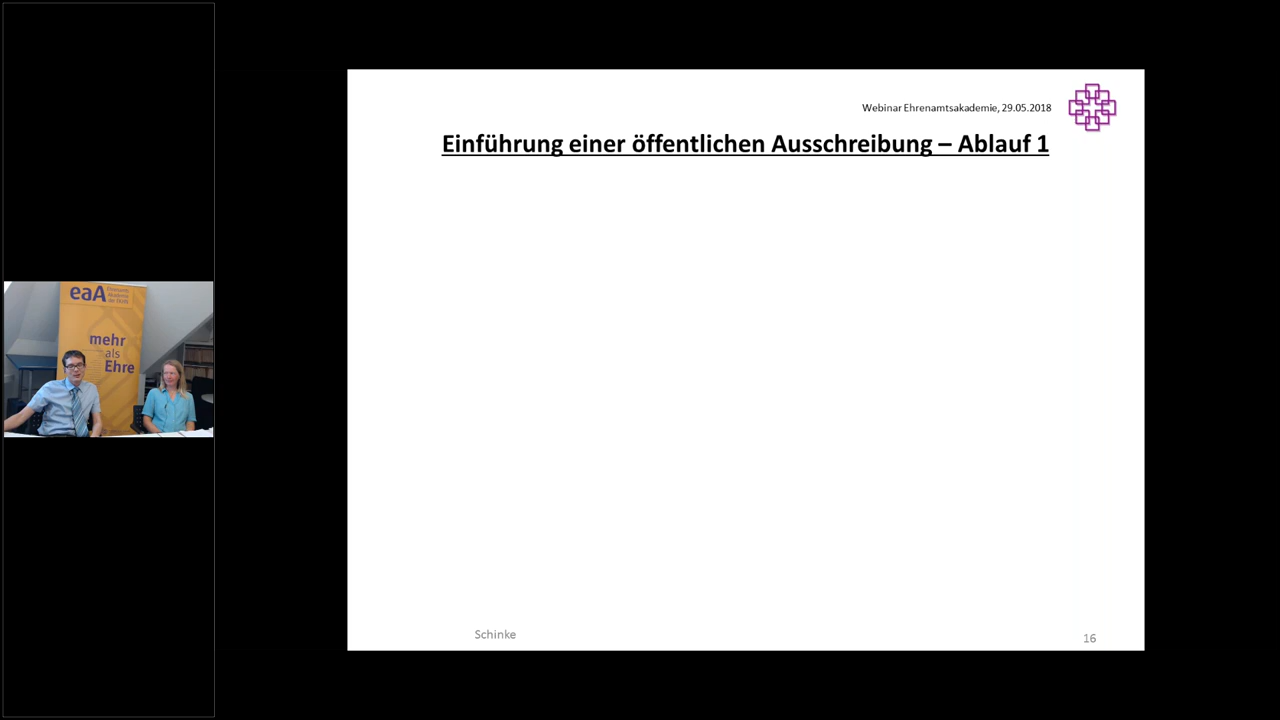 Webinar Ehrenamtsakademie, 29.05.2018
Einführung einer öffentlichen Ausschreibung – Ablauf 1
eaA
mehr
als
Ehre
Schinke
16